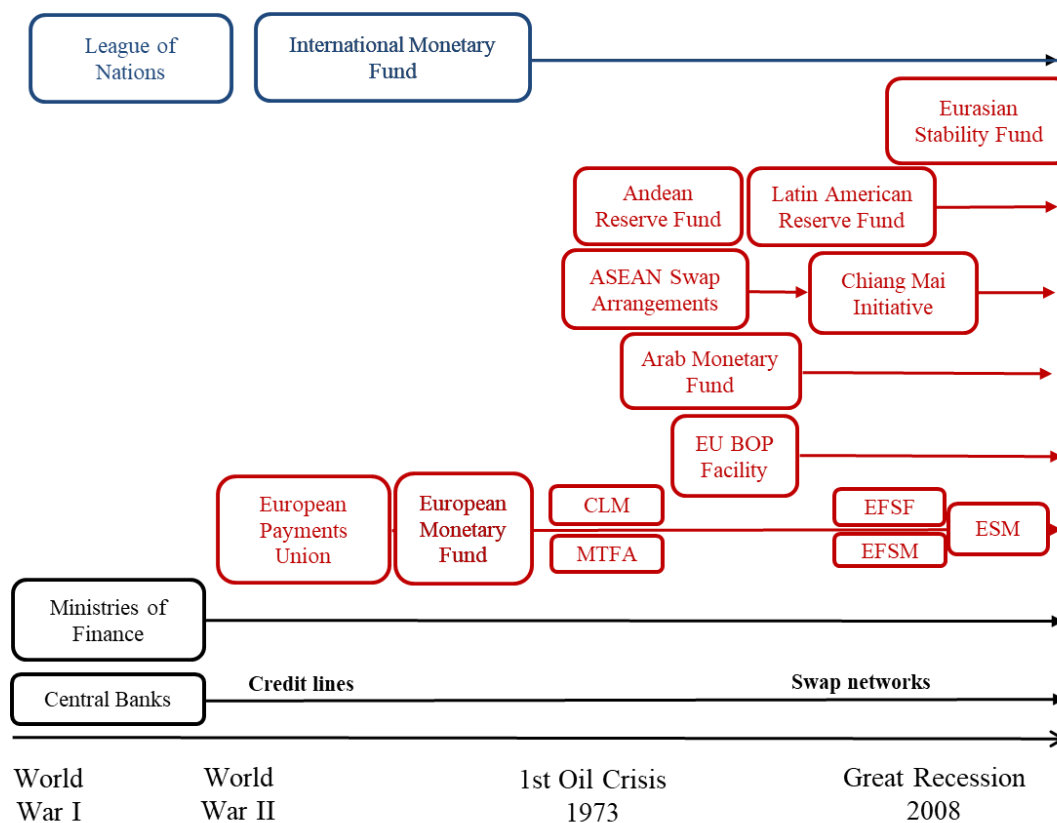 League of
Nations
International Monetary
Fund
Eurasian
Stability Fund
Andean
Reserve Fund
Latin American
Reserve Fund
ASEAN Swap
Arrangements
Chiang Mai
Initiative
Arab Monetary
Fund
EU BOP
Facility
European
Payments
Union
European
Monetary
Fund
CLM
MTFA
EFSF
EFSM
ESM
Ministries of
Finance
Central Banks
Credit lines
Swap networks
World
War I
World
War II
1st Oil Crisis
1973
Great Recession
2008